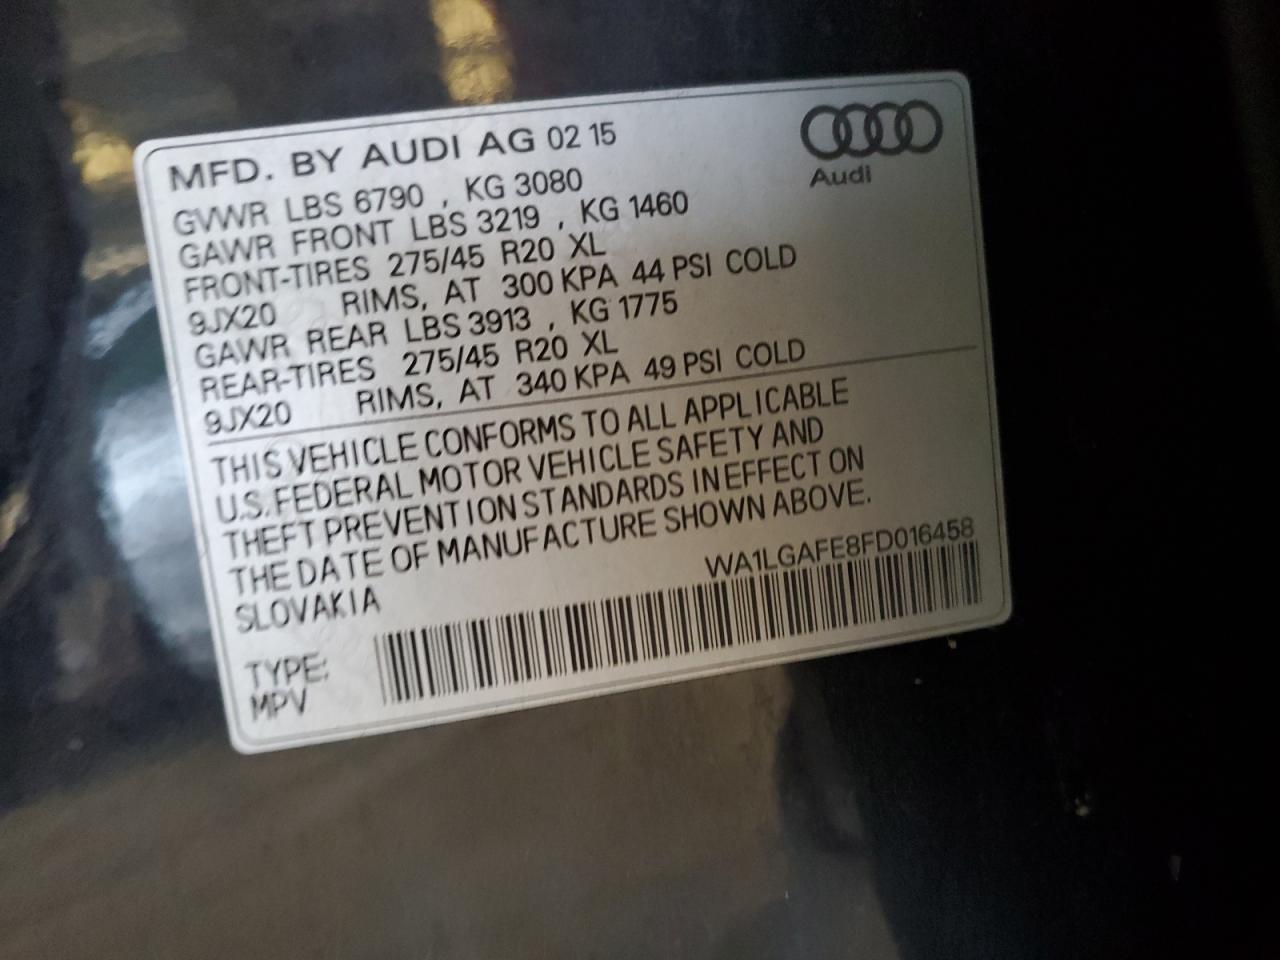 MFD. BY AUDI AG 02 15
Audi
GVWR LBS 6790 , KG 3080
GAWR FRONT LBS 3219 , KG 1460
FRONT-TIRES 275/45 R20 XL
9JX20 RIMS, AT 300 KPA 44 PSI COLD
GAWR REAR LBS 3913 , KG 1775
REAR-TIRES 275/45 R20 XL
9JX20 RIMS, AT 340 KPA 49 PSI COLD
THIS VEHICLE CONFORMS TO ALL APPLICABLE
U.S. FEDERAL MOTOR VEHICLE SAFETY AND
THEFT PREVENTION STANDARDS IN EFFECT ON
THE DATE OF MANUFACTURE SHOWN ABOVE.
SLOVAKIA
WA1LGAFE8FD016458
TYPE:
MPV